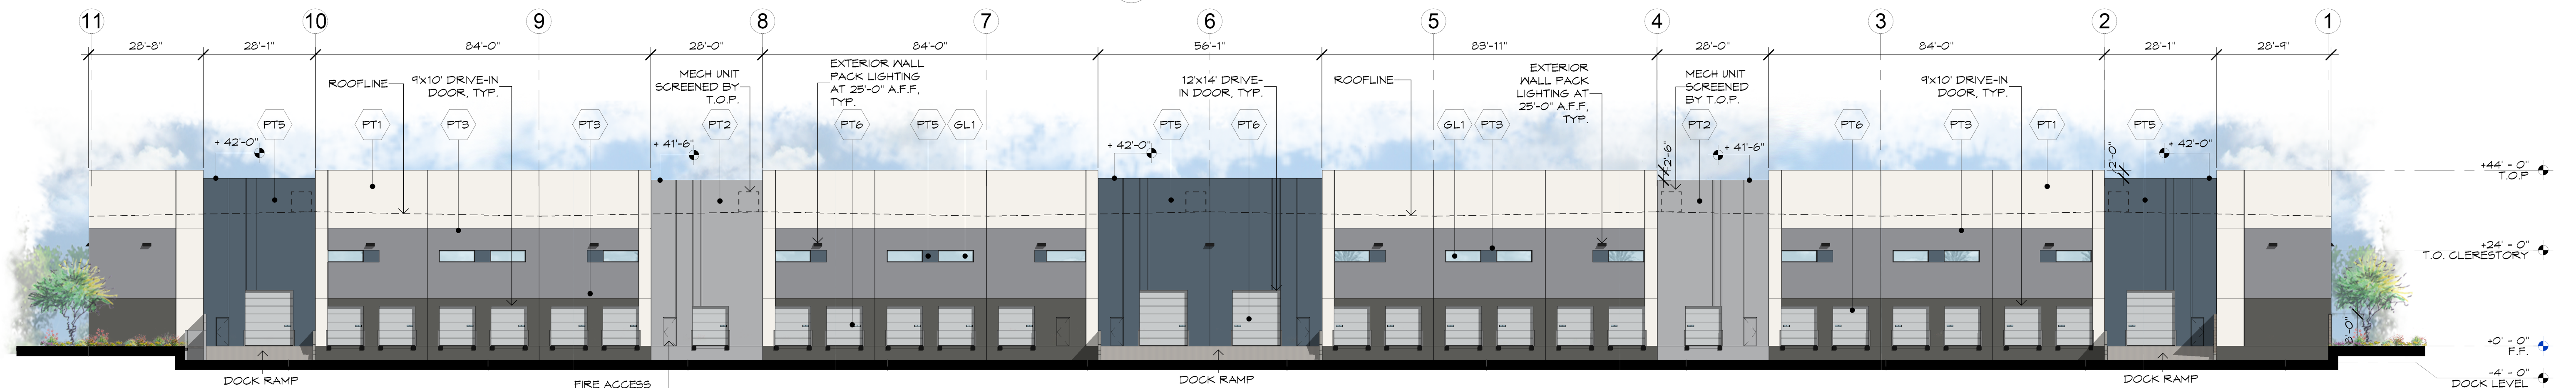 11 10 9 8 7 6 5 4 3 2 1
28'-8" 28'-1" 84'-0" 28'-0" 84'-0" 56'-1" 83'-11" 28'-0" 84'-0" 28'-1" 28'-9"
ROOFLINE
9'x10' DRIVE-IN
DOOR, TYP.
MECH UNIT
SCREENED BY
T.O.P.
EXTERIOR WALL
PACK LIGHTING
AT 25'-0" A.F.F,
TYP.
12'x14' DRIVE-
IN DOOR, TYP.
ROOFLINE
EXTERIOR
WALL PACK
LIGHTING AT
25'-0" A.F.F,
TYP.
MECH UNIT
SCREENED
BY T.O.P.
9'x10' DRIVE-IN
DOOR, TYP.
PT5 PT1 PT3 PT3 PT2 PT6 PT5 GL1 PT5 PT6 GL1 PT3 PT2 PT6 PT3 PT1 PT5
+ 42'-0" + 41'-6" + 42'-0" + 41'-6" + 42'-0"
2'-6"
2'-0"
+44' - 0"
T.O.P
+24' - 0"
T.O. CLERESTORY
8'-0"
+0' - 0"
F.F.
-4' - 0"
DOCK LEVEL
DOCK RAMP
FIRE ACCESS
DOCK RAMP
DOCK RAMP